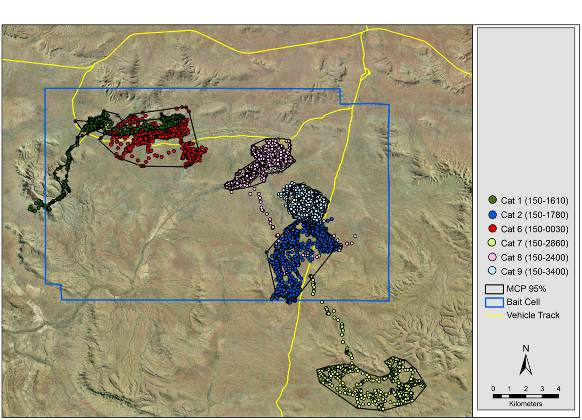 Cat 1 (150-1610)
Cat 2 (150-1780)
Cat 6 (150-0030)
Cat 7 (150-2860)
Cat 8 (150-2400)
Cat 9 (150-3400)
MCP 95%
Bait Cell
Vehicle Track
N
0 1 2 3 4
Kilometers